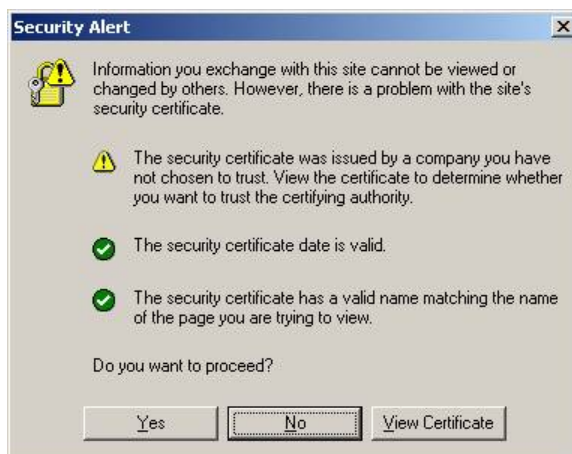 Security Alert
Information you exchange with this site cannot be viewed or
changed by others. However, there is a problem with the site's
security certificate.
The security certificate was issued by a company you have
not chosen to trust. View the certificate to determine whether
you want to trust the certifying authority.
The security certificate date is valid.
The security certificate has a valid name matching the name
of the page you are trying to view.
Do you want to proceed?
Yes No View Certificate